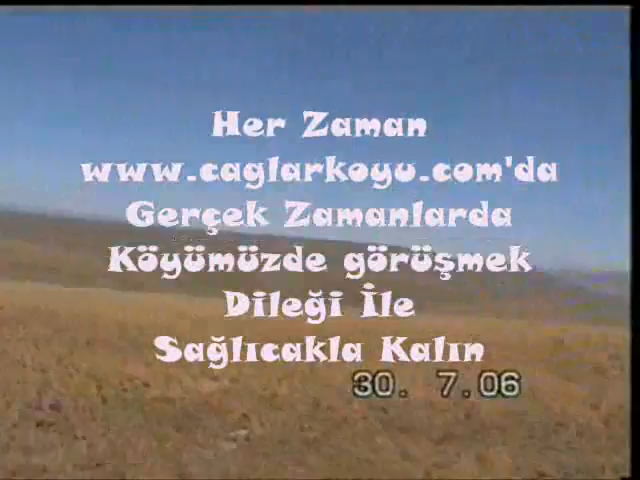 Her Zaman
www.caglarkoyu.com'da
Gerçek Zamanlarda
Köyümüzde görüşmek
Dileği İle
Sağlıcakla Kalın
30. 7.06